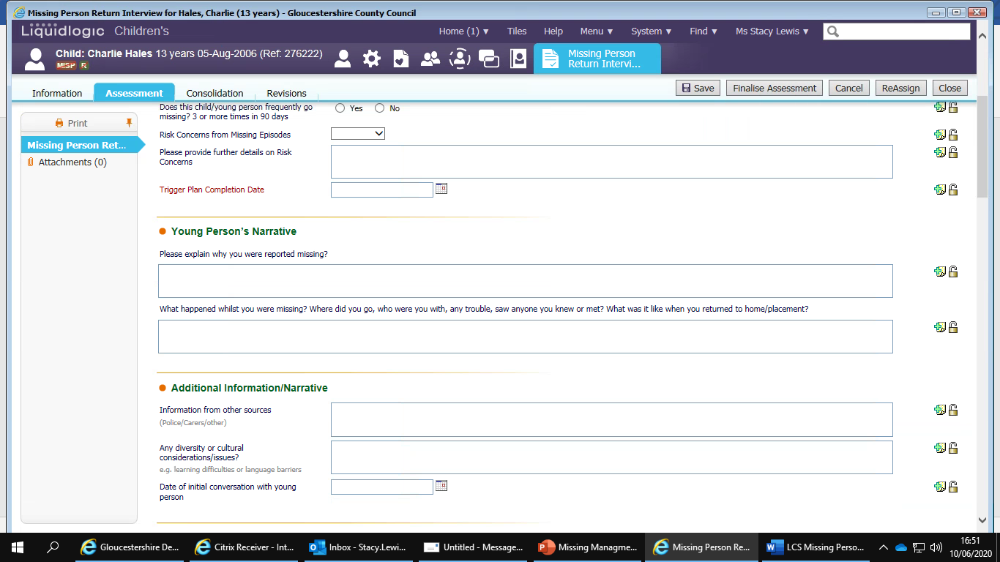 Missing Person Return Interview for Hales, Charlie (13 years) - Gloucestershire County Council
Liquidlogic Children's
Home (1) Tiles Help Menu System Find Ms Stacy Lewis
Child: Charlie Hales 13 years 05-Aug-2006 (Ref: 276222)
MISP R
Missing Person
Return Intervi...
Information Assessment Consolidation Revisions
Save Finalise Assessment Cancel ReAssign Close
Print
Missing Person Ret...
Attachments (0)
Does this child/young person frequently go
missing? 3 or more times in 90 days
Yes No
Risk Concerns from Missing Episodes
Please provide further details on Risk
Concerns
Trigger Plan Completion Date
Young Person's Narrative
Please explain why you were reported missing?
What happened whilst you were missing? Where did you go, who were you with, any trouble, saw anyone you knew or met? What was it like when you returned to home/placement?
Additional Information/Narrative
Information from other sources
(Police/Carers/other)
Any diversity or cultural
considerations/issues?
e.g. learning difficulties or language barriers
Date of initial conversation with young
person
Gloucestershire De... Citrix Receiver - Int... Inbox - Stacy.Lewi... Untitled - Message... Missing Managme... Missing Person Re... LCS Missing Perso...
16:51
10/06/2020